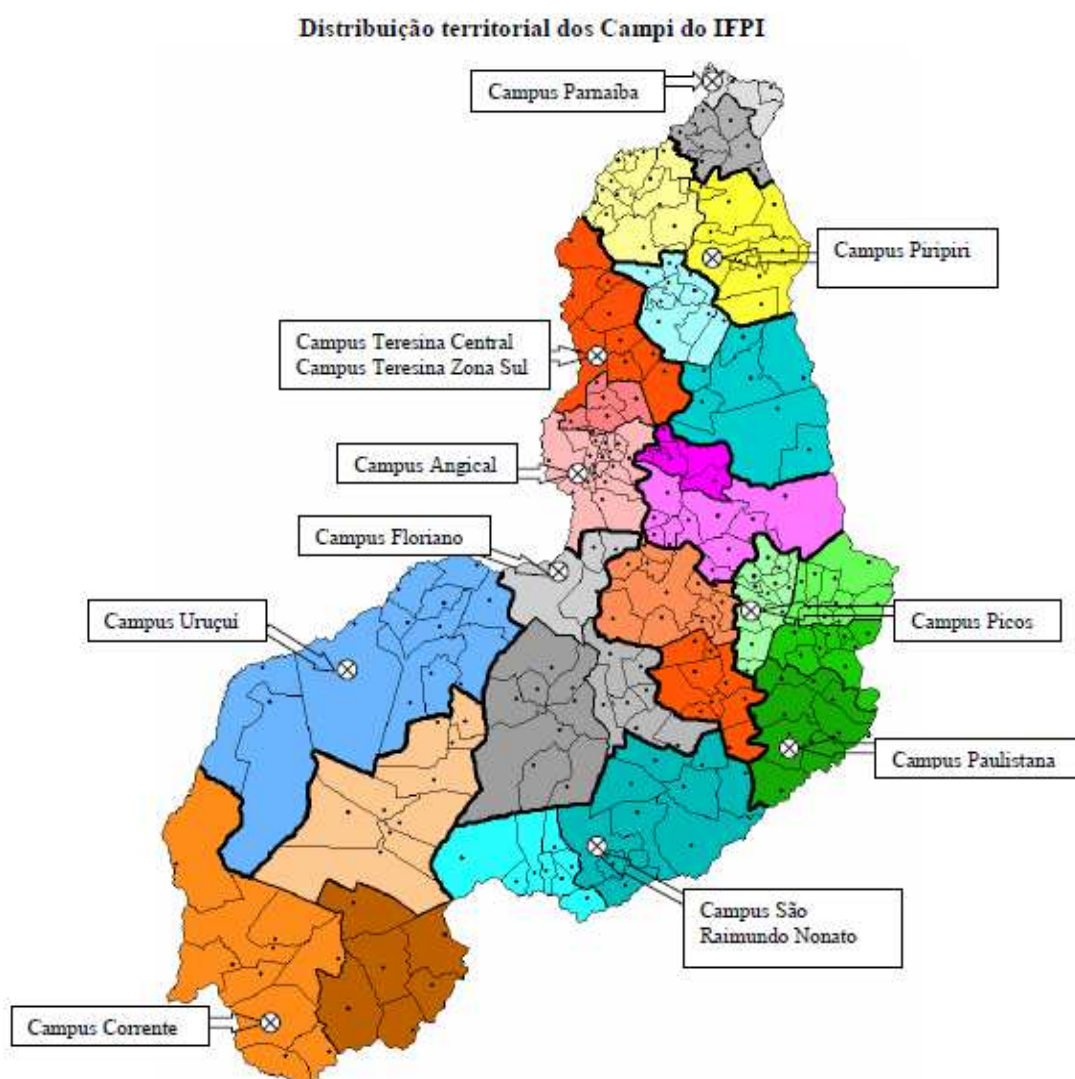 Distribuição territorial dos Campi do IFPI
Campus Parnaíba
Campus Piripiri
Campus Teresina Central
Campus Teresina Zona Sul
Campus Angical
Campus Floriano
Campus Uruçuí
Campus Picos
Campus Paulistana
Campus São
Raimundo Nonato
Campus Corrente